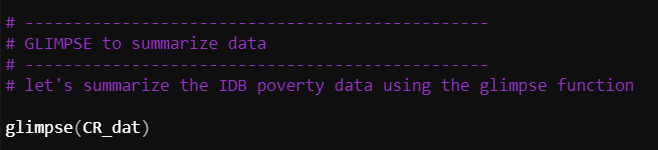 # -----------------------------------------------
# GLIMPSE to summarize data
# -----------------------------------------------
# let's summarize the IDB poverty data using the glimpse function
glimpse(CR_dat)